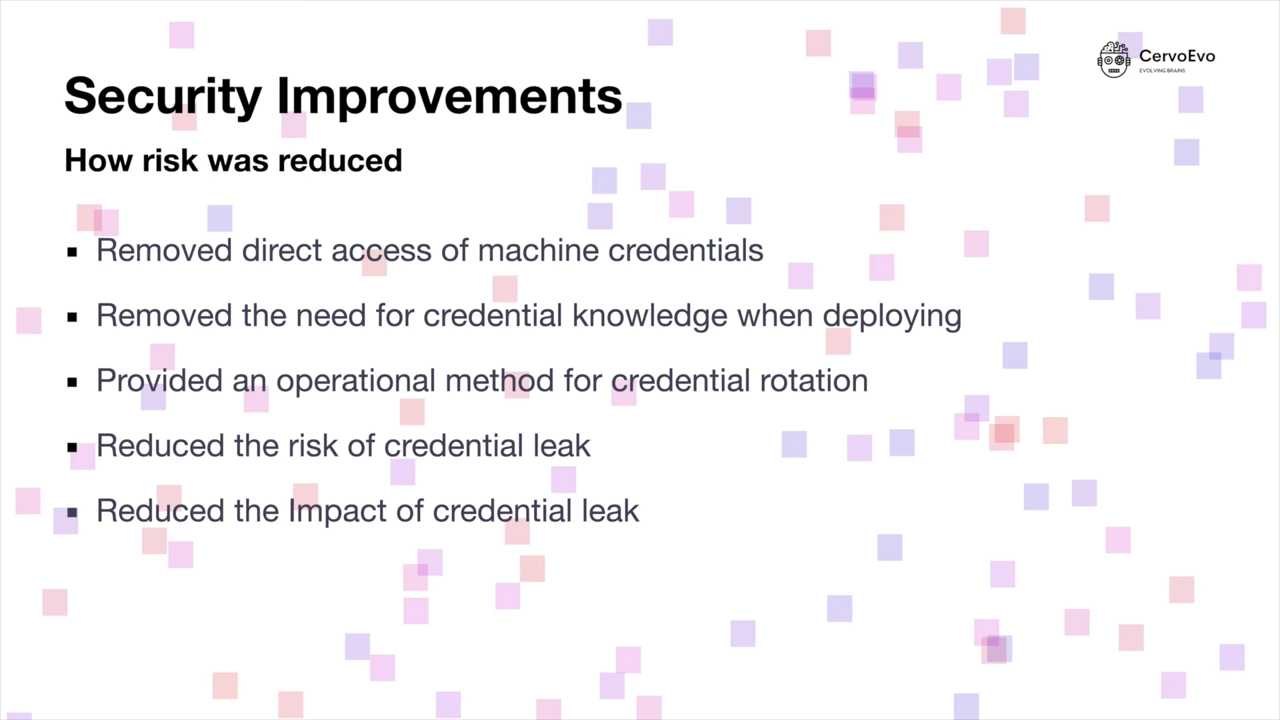 CervoEvo
EVOLVING BRAINS
Security Improvements
How risk was reduced
▪ Removed direct access of machine credentials
▪ Removed the need for credential knowledge when deploying
▪ Provided an operational method for credential rotation
▪ Reduced the risk of credential leak
▪ Reduced the Impact of credential leak